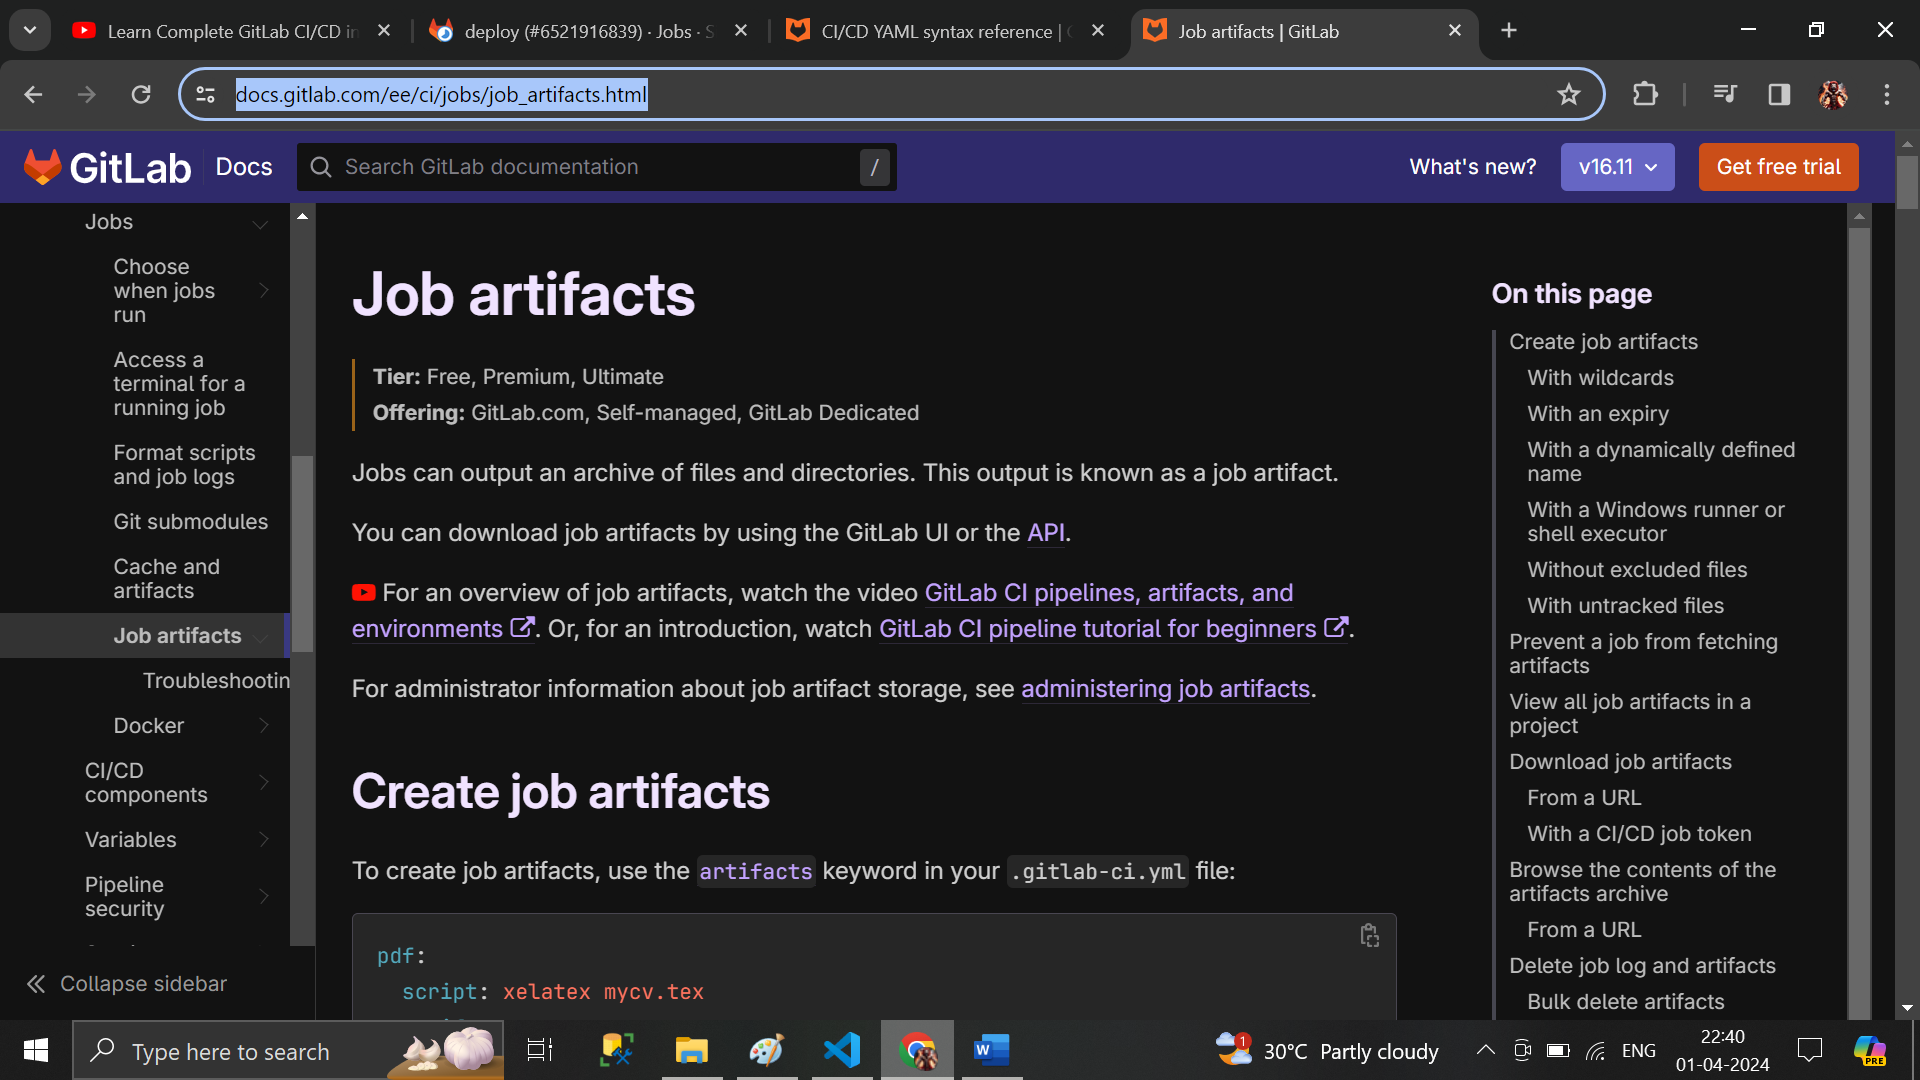 Learn Complete GitLab CI/CD in
deploy (#6521916839) · Jobs · S
CI/CD YAML syntax reference |
Job artifacts | GitLab
docs.gitlab.com/ee/ci/jobs/job_artifacts.html
GitLab Docs
Search GitLab documentation
/
What's new?
v16.11
Get free trial
Jobs
Choose
when jobs
run
Access a
terminal for a
running job
Format scripts
and job logs
Git submodules
Cache and
artifacts
Job artifacts
Troubleshootin
Docker
CI/CD
components
Variables
Pipeline
security
Collapse sidebar
Job artifacts
Tier: Free, Premium, Ultimate
Offering: GitLab.com, Self-managed, GitLab Dedicated
Jobs can output an archive of files and directories. This output is known as a job artifact.
You can download job artifacts by using the GitLab UI or the API.
For an overview of job artifacts, watch the video GitLab CI pipelines, artifacts, and
environments. Or, for an introduction, watch GitLab CI pipeline tutorial for beginners.
For administrator information about job artifact storage, see administering job artifacts.
Create job artifacts
To create job artifacts, use the artifacts keyword in your .gitlab-ci.yml file:
pdf:
script: xelatex mycv.tex
On this page
Create job artifacts
With wildcards
With an expiry
With a dynamically defined
name
With a Windows runner or
shell executor
Without excluded files
With untracked files
Prevent a job from fetching
artifacts
View all job artifacts in a
project
Download job artifacts
From a URL
With a CI/CD job token
Browse the contents of the
artifacts archive
From a URL
Delete job log and artifacts
Bulk delete artifacts
Type here to search
W
1
30°C Partly cloudy
ENG
22:40
01-04-2024
PRE